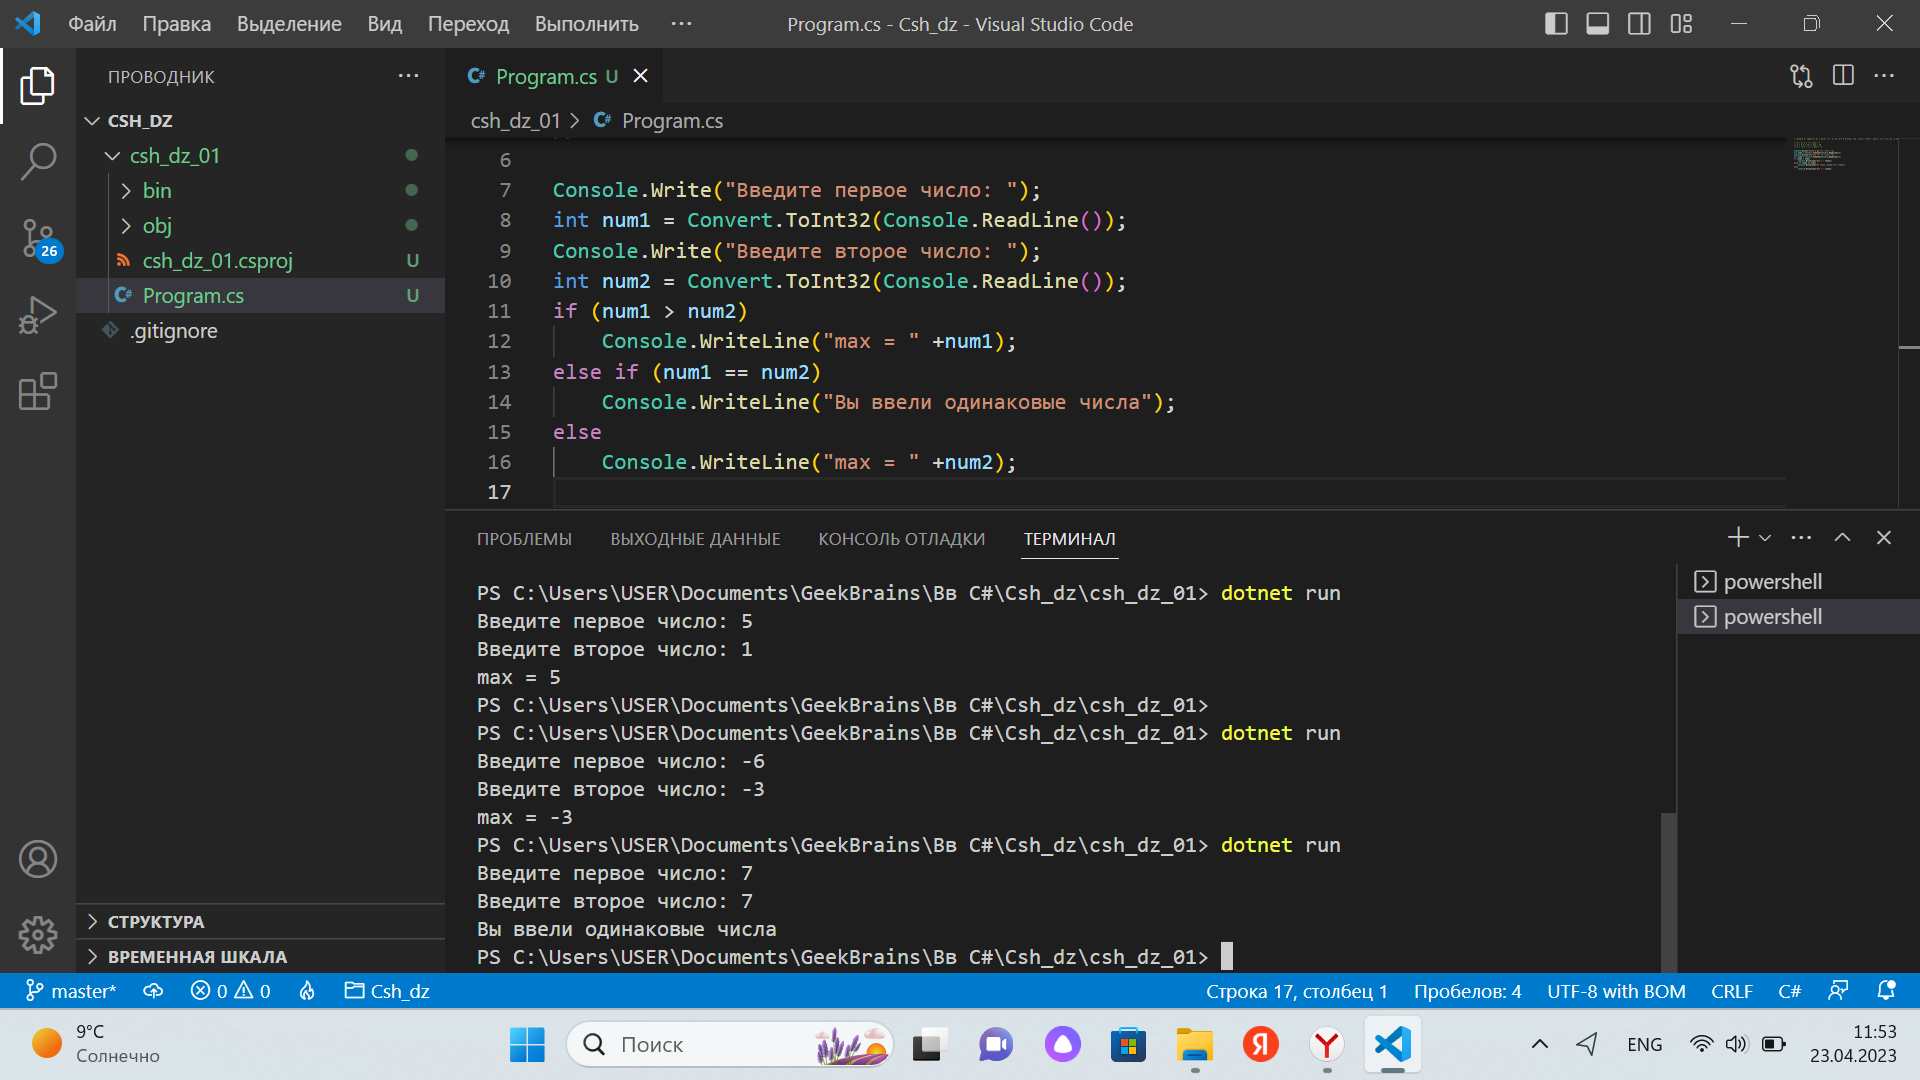 Файл Правка Выделение Вид Переход Выполнить ··· Program.cs - Csh_dz - Visual Studio Code
ПРОВОДНИК ···
CSH_DZ
csh_dz_01
bin
obj
csh_dz_01.csproj U
Program.cs U
.gitignore
СТРУКТУРА
ВРЕМЕННАЯ ШКАЛА
26
C# Program.cs U
csh_dz_01 > C# Program.cs
6
7 Console.Write("Введите первое число: ");
8 int num1 = Convert.ToInt32(Console.ReadLine());
9 Console.Write("Введите второе число: ");
10 int num2 = Convert.ToInt32(Console.ReadLine());
11 if (num1 > num2)
12 Console.WriteLine("max = " +num1);
13 else if (num1 == num2)
14 Console.WriteLine("Вы ввели одинаковые числа");
15 else
16 Console.WriteLine("max = " +num2);
17
ПРОБЛЕМЫ ВЫХОДНЫЕ ДАННЫЕ КОНСОЛЬ ОТЛАДКИ ТЕРМИНАЛ
PS C:\Users\USER\Documents\GeekBrains\Вв C#\Csh_dz\csh_dz_01> dotnet run
Введите первое число: 5
Введите второе число: 1
max = 5
PS C:\Users\USER\Documents\GeekBrains\Вв C#\Csh_dz\csh_dz_01>
PS C:\Users\USER\Documents\GeekBrains\Вв C#\Csh_dz\csh_dz_01> dotnet run
Введите первое число: -6
Введите второе число: -3
max = -3
PS C:\Users\USER\Documents\GeekBrains\Вв C#\Csh_dz\csh_dz_01> dotnet run
Введите первое число: 7
Введите второе число: 7
Вы ввели одинаковые числа
PS C:\Users\USER\Documents\GeekBrains\Вв C#\Csh_dz\csh_dz_01>
powershell
powershell
master* 0 0 Csh_dz Строка 17, столбец 1 Пробелов: 4 UTF-8 with BOM CRLF C#
9°C
Солнечно
Поиск
Я
Y
ENG
11:53
23.04.2023